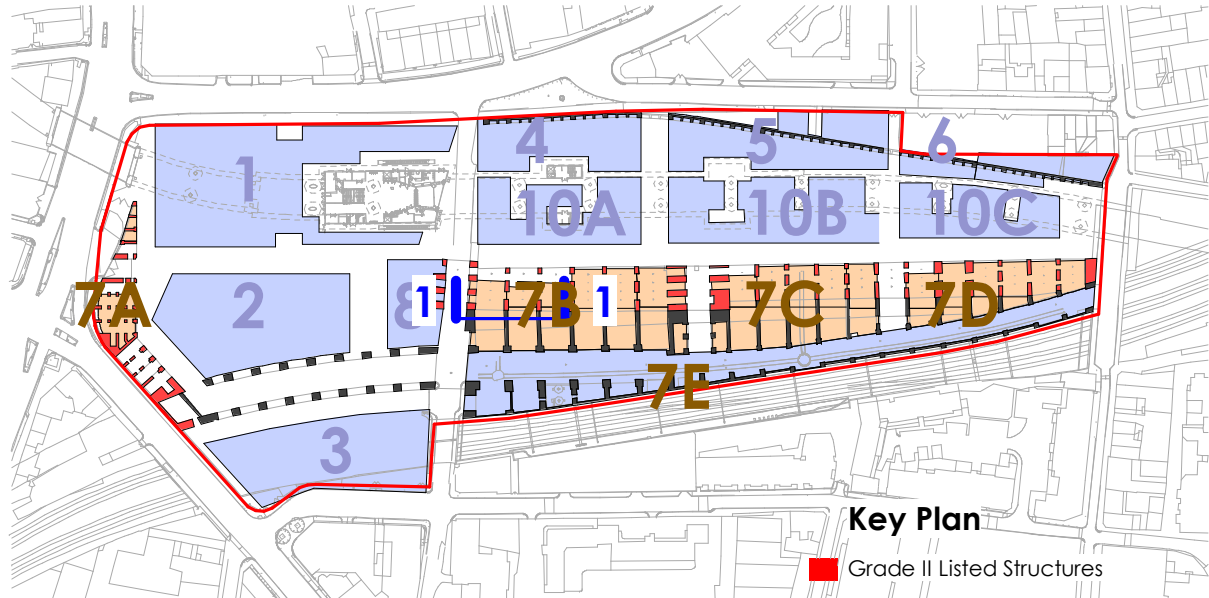 4
5
6
1
10A
10B
10C
7A
2
8
1
7B
1
7C
7D
7E
3
Key Plan
Grade II Listed Structures